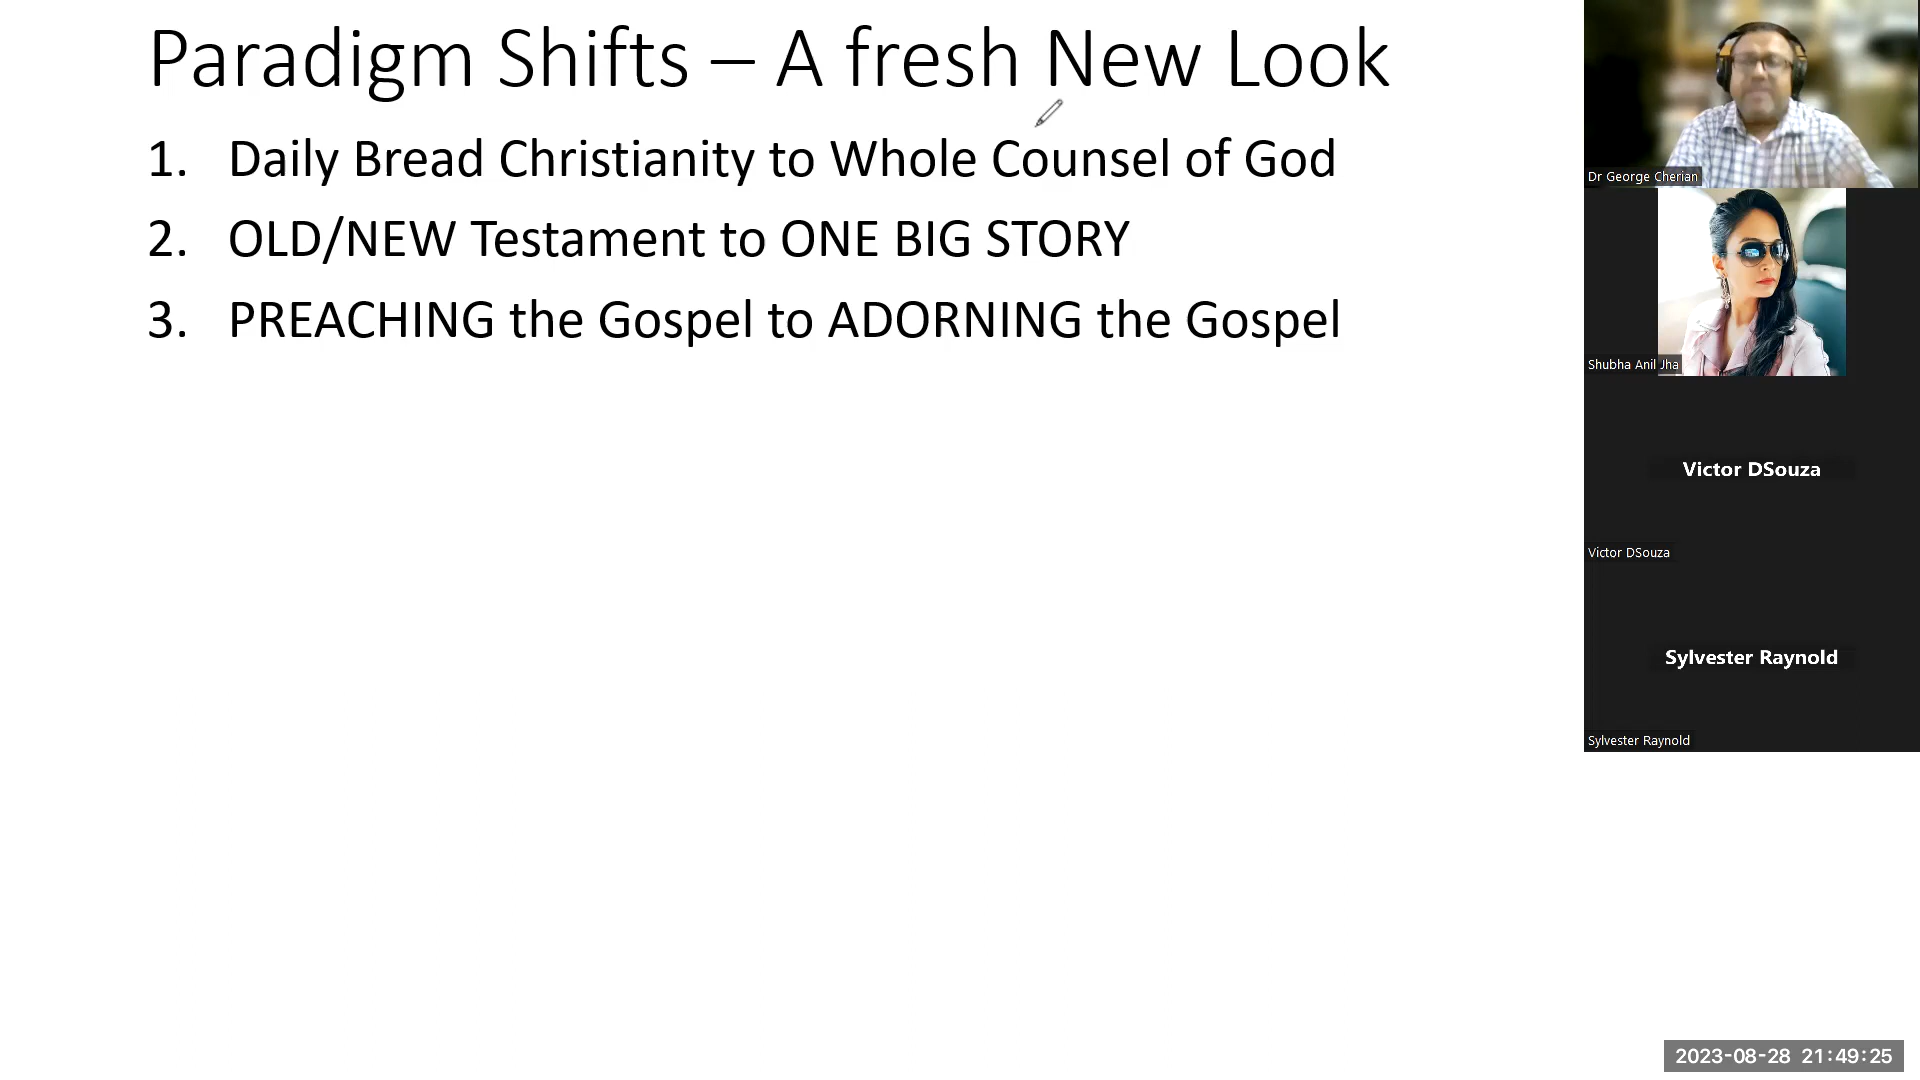 Paradigm Shifts – A fresh New Look
1. Daily Bread Christianity to Whole Counsel of God
2. OLD/NEW Testament to ONE BIG STORY
3. PREACHING the Gospel to ADORNING the Gospel
Dr George Cherian
Shubha Anil Jha
Victor DSouza
Victor DSouza
Sylvester Raynold
Sylvester Raynold
2023-08-28 21:49:25